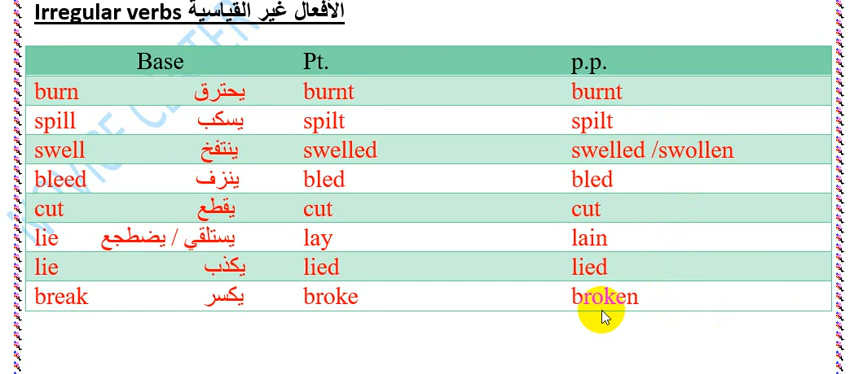 Irregular verbs الأفعال غير القياسية
Base Pt. p.p.
burn يحترق burnt burnt
spill يسكب spilt spilt
swell ينتفخ swelled swelled /swollen
bleed ينزف bled bled
cut يقطع cut cut
lie يستلقي / يضطجع lay lain
lie يكذب lied lied
break يكسر broke broken